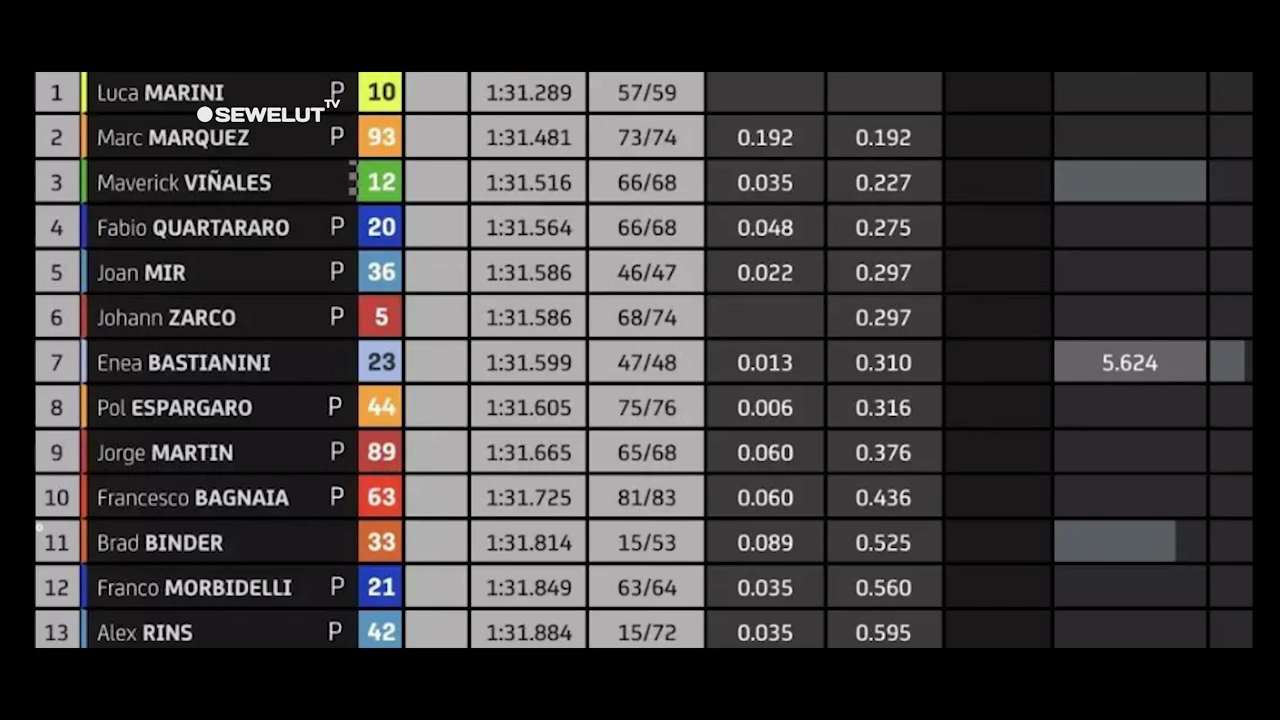 1 Luca MARINI P 10 1:31.289 57/59
SEWELUT TV
2 Marc MARQUEZ P 93 1:31.481 73/74 0.192 0.192
3 Maverick VIÑALES 12 1:31.516 66/68 0.035 0.227
4 Fabio QUARTARARO P 20 1:31.564 66/68 0.048 0.275
5 Joan MIR P 36 1:31.586 46/47 0.022 0.297
6 Johann ZARCO P 5 1:31.586 68/74 0.297
7 Enea BASTIANINI 23 1:31.599 47/48 0.013 0.310 5.624
8 Pol ESPARGARO P 44 1:31.605 75/76 0.006 0.316
9 Jorge MARTIN P 89 1:31.665 65/68 0.060 0.376
10 Francesco BAGNAIA P 63 1:31.725 81/83 0.060 0.436
11 Brad BINDER 33 1:31.814 15/53 0.089 0.525
12 Franco MORBIDELLI P 21 1:31.849 63/64 0.035 0.560
13 Alex RINS P 42 1:31.884 15/72 0.035 0.595